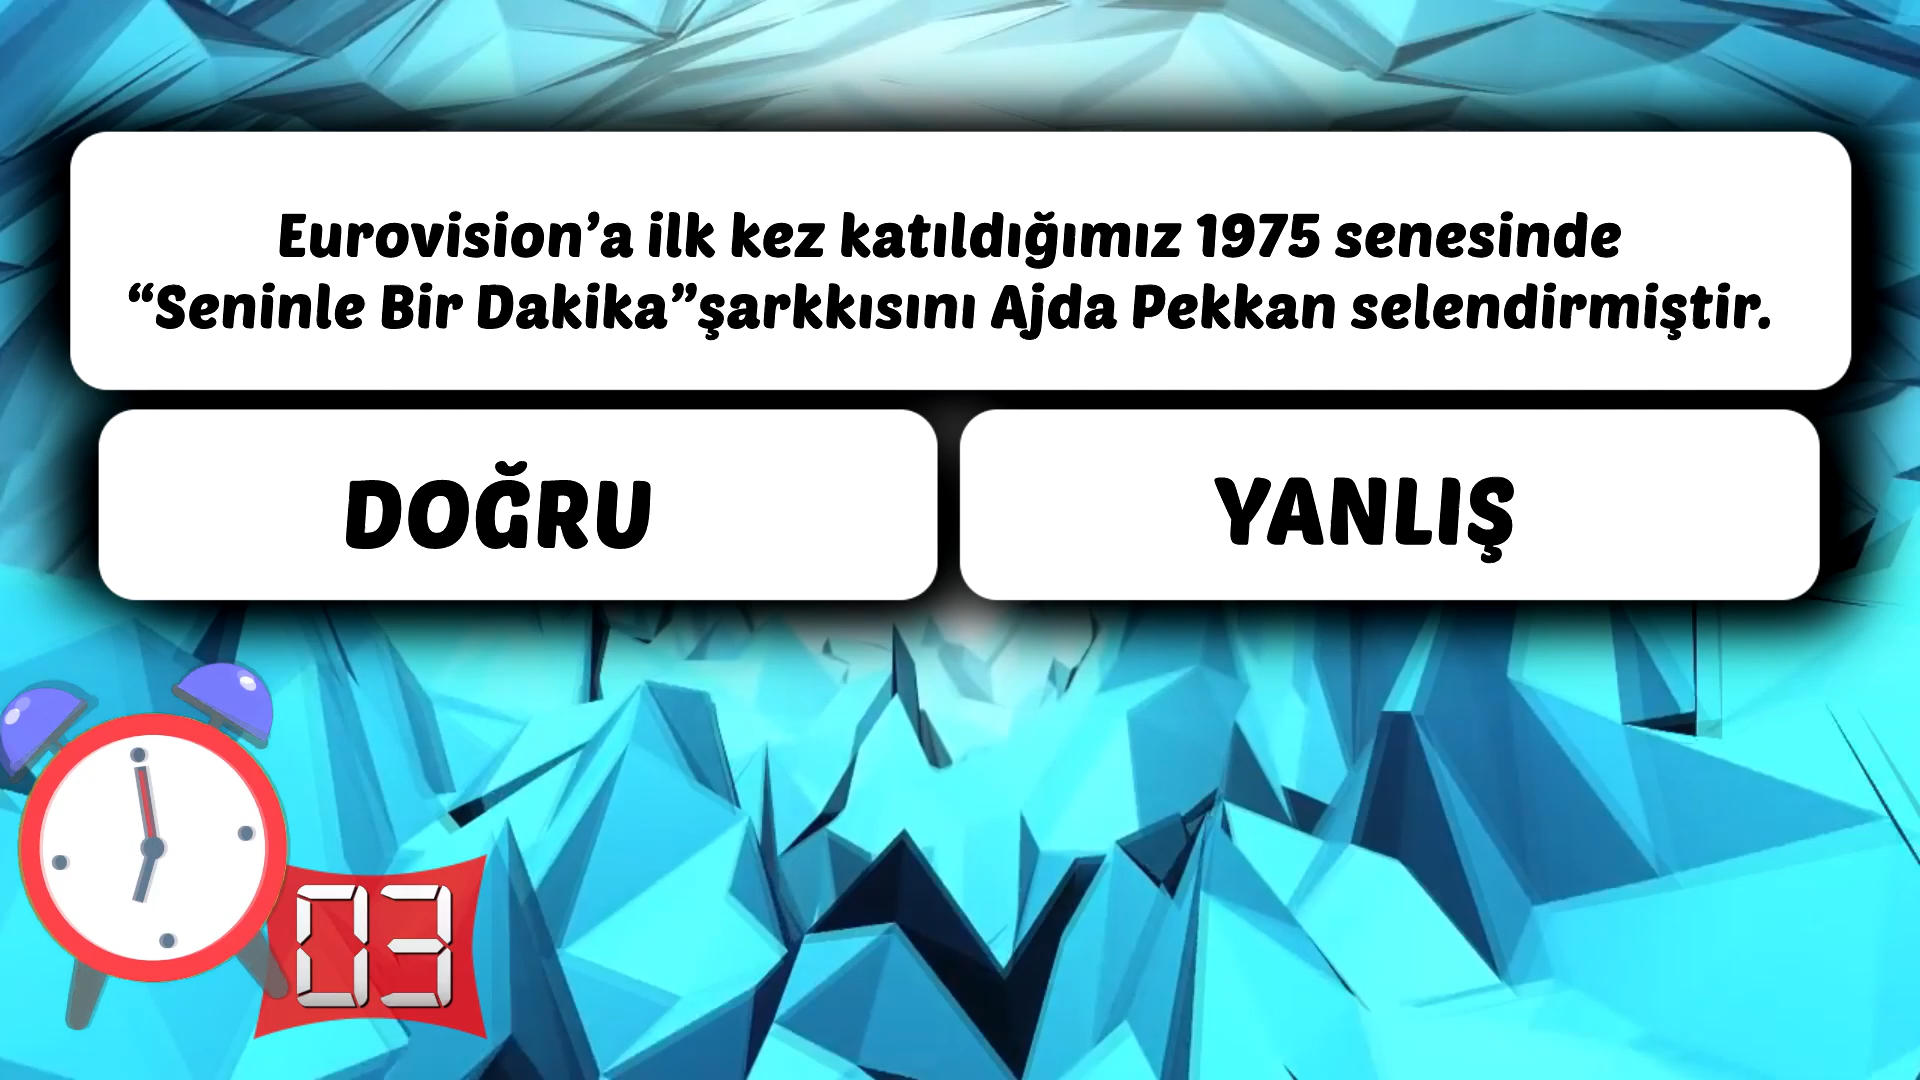 Eurovision’a ilk kez katıldığımız 1975 senesinde
“Seninle Bir Dakika”şarkkısını Ajda Pekkan selendirmiştir.
DOĞRU
YANLIŞ
03